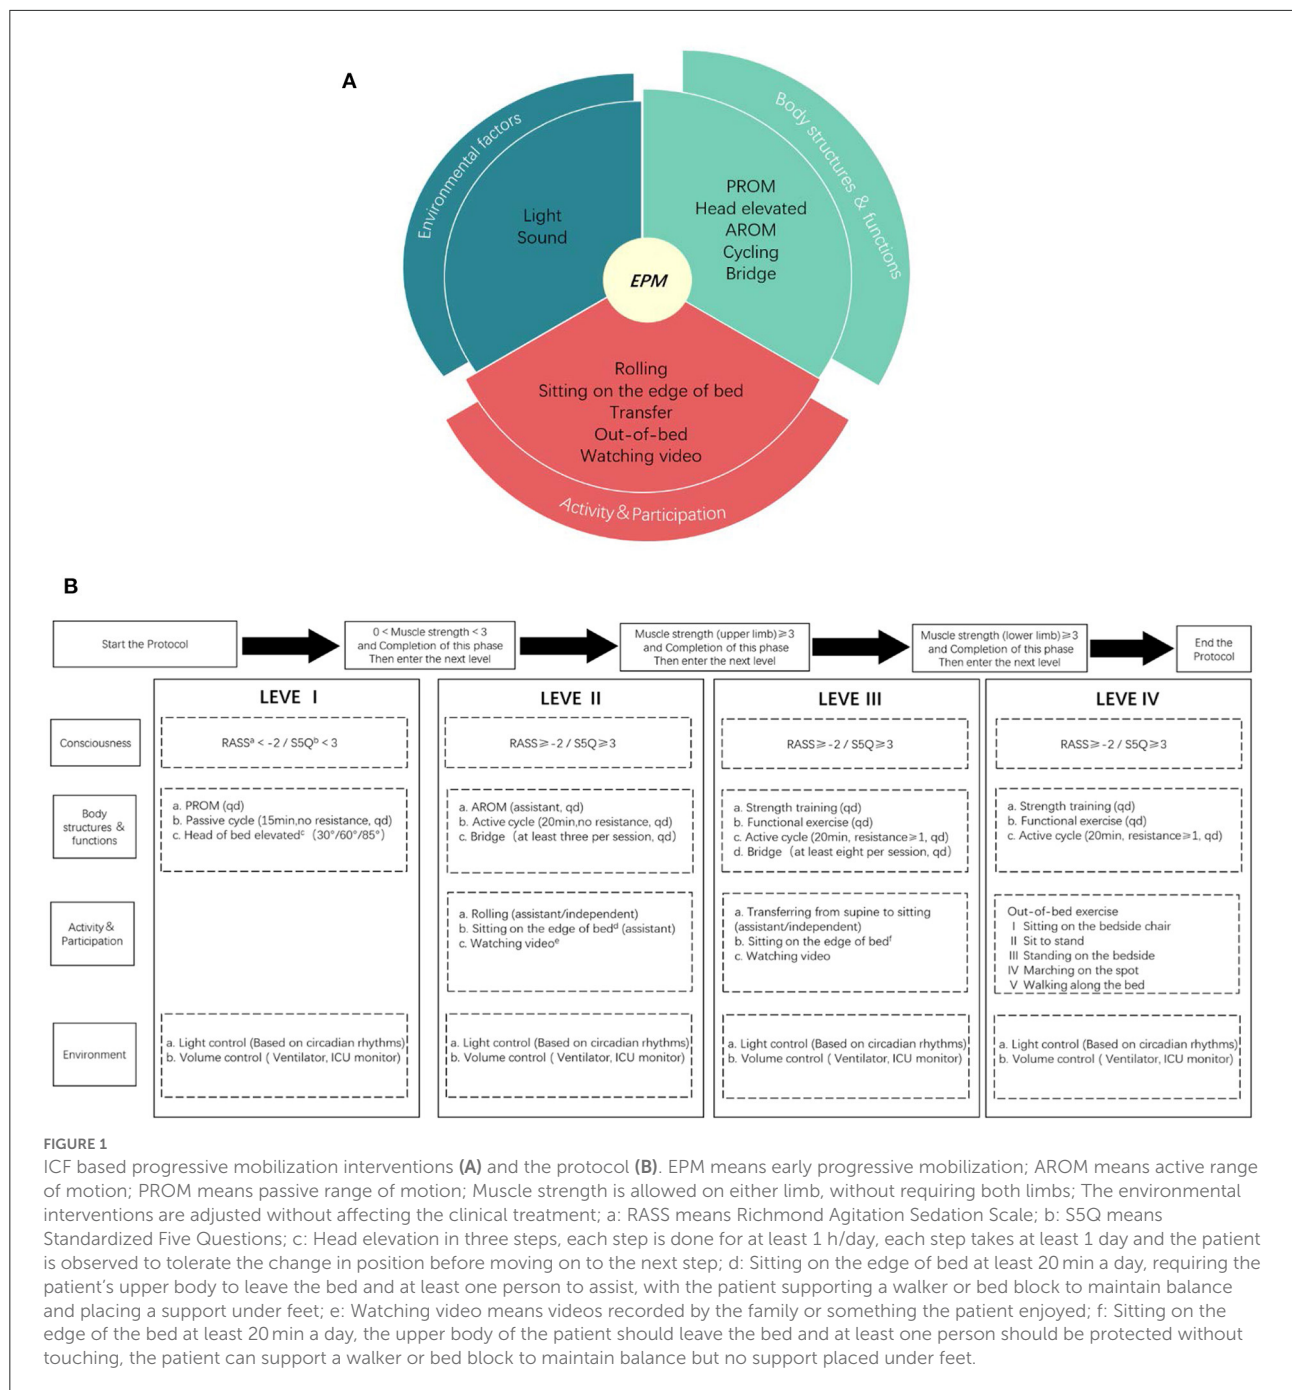 A
Environmental factors
Body structures & functions
Light
Sound
PROM
Head elevated
AROM
Cycling
Bridge
EPM
Rolling
Sitting on the edge of bed
Transfer
Out-of-bed
Watching video
Activity & Participation
B
Start the Protocol
0 < Muscle strength < 3
and Completion of this phase
Then enter the next level
Muscle strength (upper limb)≥3
and Completion of this phase
Then enter the next level
Muscle strength (lower limb)≥3
and Completion of this phase
Then enter the next level
End the
Protocol
LEVE I
LEVE II
LEVE III
LEVE IV
Consciousness
RASSa < -2 / S5Qb < 3
RASS≥-2 / S5Q≥3
RASS≥-2 / S5Q≥3
RASS≥-2 / S5Q≥3
Body
structures &
functions
a. PROM (qd)
b. Passive cycle (15min,no resistance, qd)
c. Head of bed elevatedc (30°/60°/85°)
a. AROM (assistant, qd)
b. Active cycle (20min,no resistance, qd)
c. Bridge (at least three per session, qd)
a. Strength training (qd)
b. Functional exercise (qd)
c. Active cycle (20min, resistance≥1, qd)
d. Bridge (at least eight per session, qd)
a. Strength training (qd)
b. Functional exercise (qd)
c. Active cycle (20min, resistance≥1, qd)
Activity &
Participation
a. Rolling (assistant/independent)
b. Sitting on the edge of bedd (assistant)
c. Watching videoe
a. Transferring from supine to sitting
(assistant/independent)
b. Sitting on the edge of bedf
c. Watching video
Out-of-bed exercise
I Sitting on the bedside chair
II Sit to stand
III Standing on the bedside
IV Marching on the spot
V Walking along the bed
Environment
a. Light control (Based on circadian rhythms)
b. Volume control ( Ventilator, ICU monitor)
a. Light control (Based on circadian rhythms)
b. Volume control ( Ventilator, ICU monitor)
a. Light control (Based on circadian rhythms)
b. Volume control ( Ventilator, ICU monitor)
a. Light control (Based on circadian rhythms)
b. Volume control ( Ventilator, ICU monitor)
FIGURE 1
ICF based progressive mobilization interventions (A) and the protocol (B). EPM means early progressive mobilization; AROM means active range
of motion; PROM means passive range of motion; Muscle strength is allowed on either limb, without requiring both limbs; The environmental
interventions are adjusted without affecting the clinical treatment; a: RASS means Richmond Agitation Sedation Scale; b: S5Q means
Standardized Five Questions; c: Head elevation in three steps, each step is done for at least 1 h/day, each step takes at least 1 day and the patient
is observed to tolerate the change in position before moving on to the next step; d: Sitting on the edge of bed at least 20 min a day, requiring the
patient's upper body to leave the bed and at least one person to assist, with the patient supporting a walker or bed block to maintain balance
and placing a support under feet; e: Watching video means videos recorded by the family or something the patient enjoyed; f: Sitting on the
edge of the bed at least 20 min a day, the upper body of the patient should leave the bed and at least one person should be protected without
touching, the patient can support a walker or bed block to maintain balance but no support placed under feet.